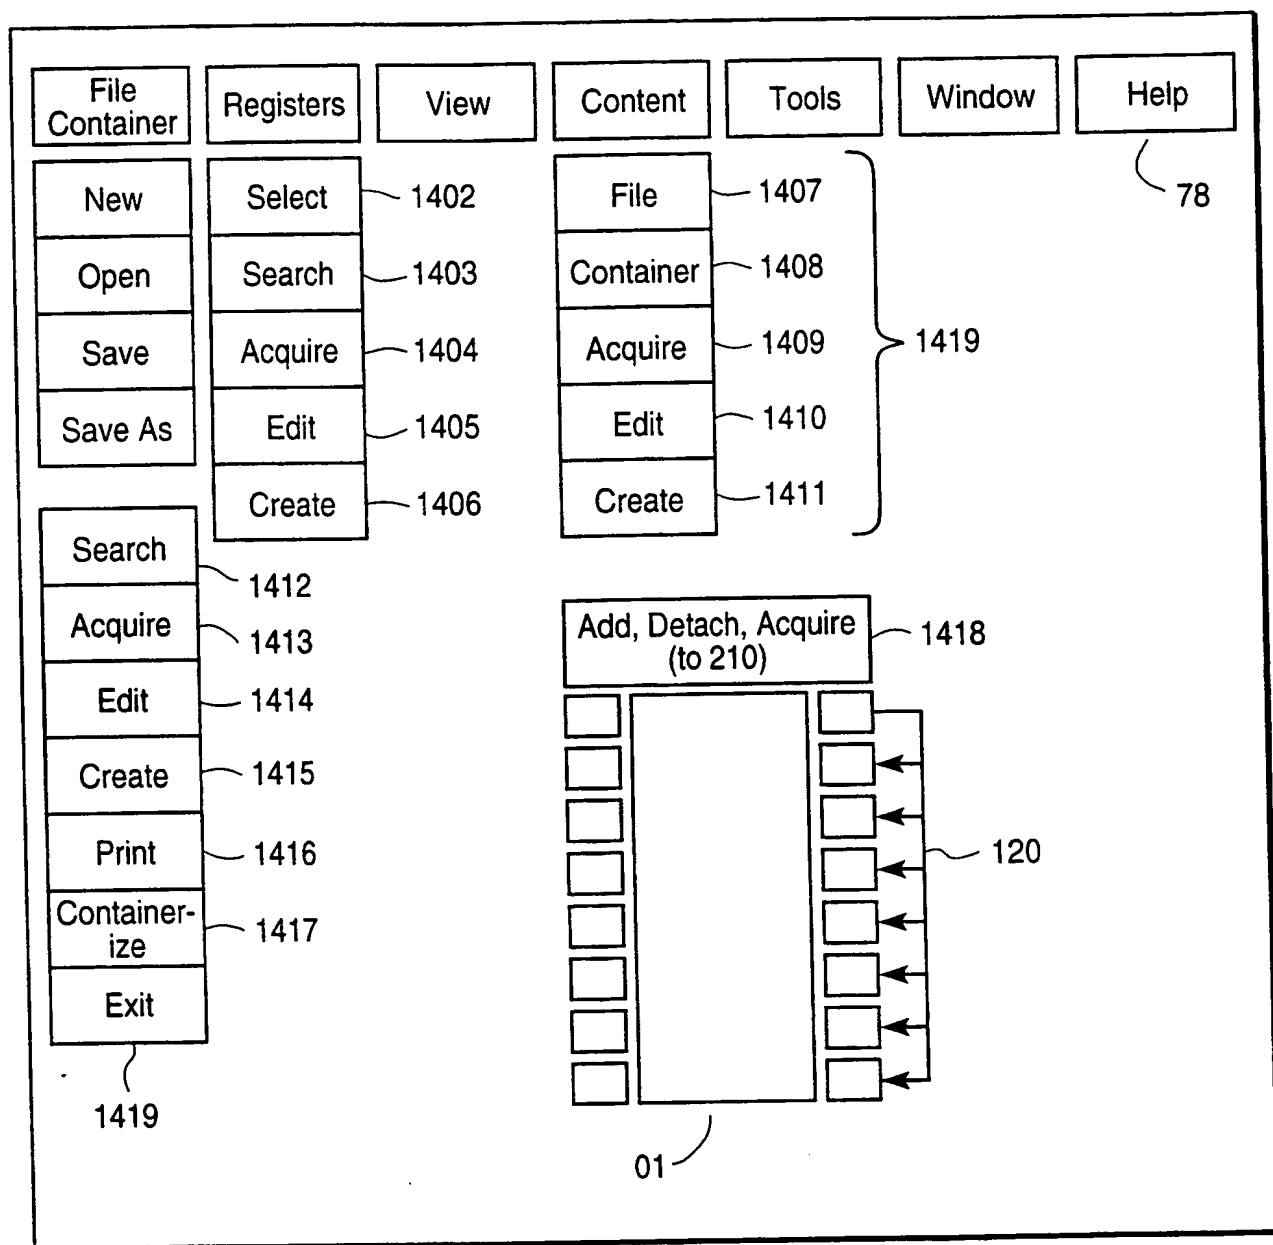 File
Container
Registers
View
Content
Tools
Window
Help
78
New
Open
Save
Save As
Select
1402
Search
1403
Acquire
1404
Edit
1405
Create
1406
File
1407
Container
1408
Acquire
1409
Edit
1410
Create
1411
1419
Search
1412
Acquire
1413
Edit
1414
Create
1415
Print
1416
Container-
ize
1417
Exit
1419
Add, Detach, Acquire
(to 210)
1418
120
01